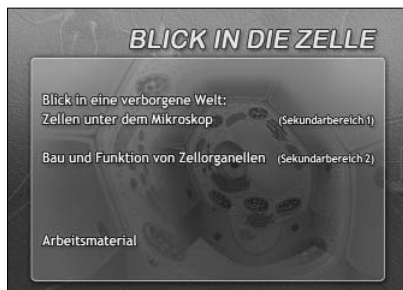 BLICK IN DIE ZELLE
Blick in eine verborgene Welt:
Zellen unter dem Mikroskop (Sekundarbereich 1)
Bau und Funktion von Zellorganellen (Sekundarbereich 2)
Arbeitsmaterial